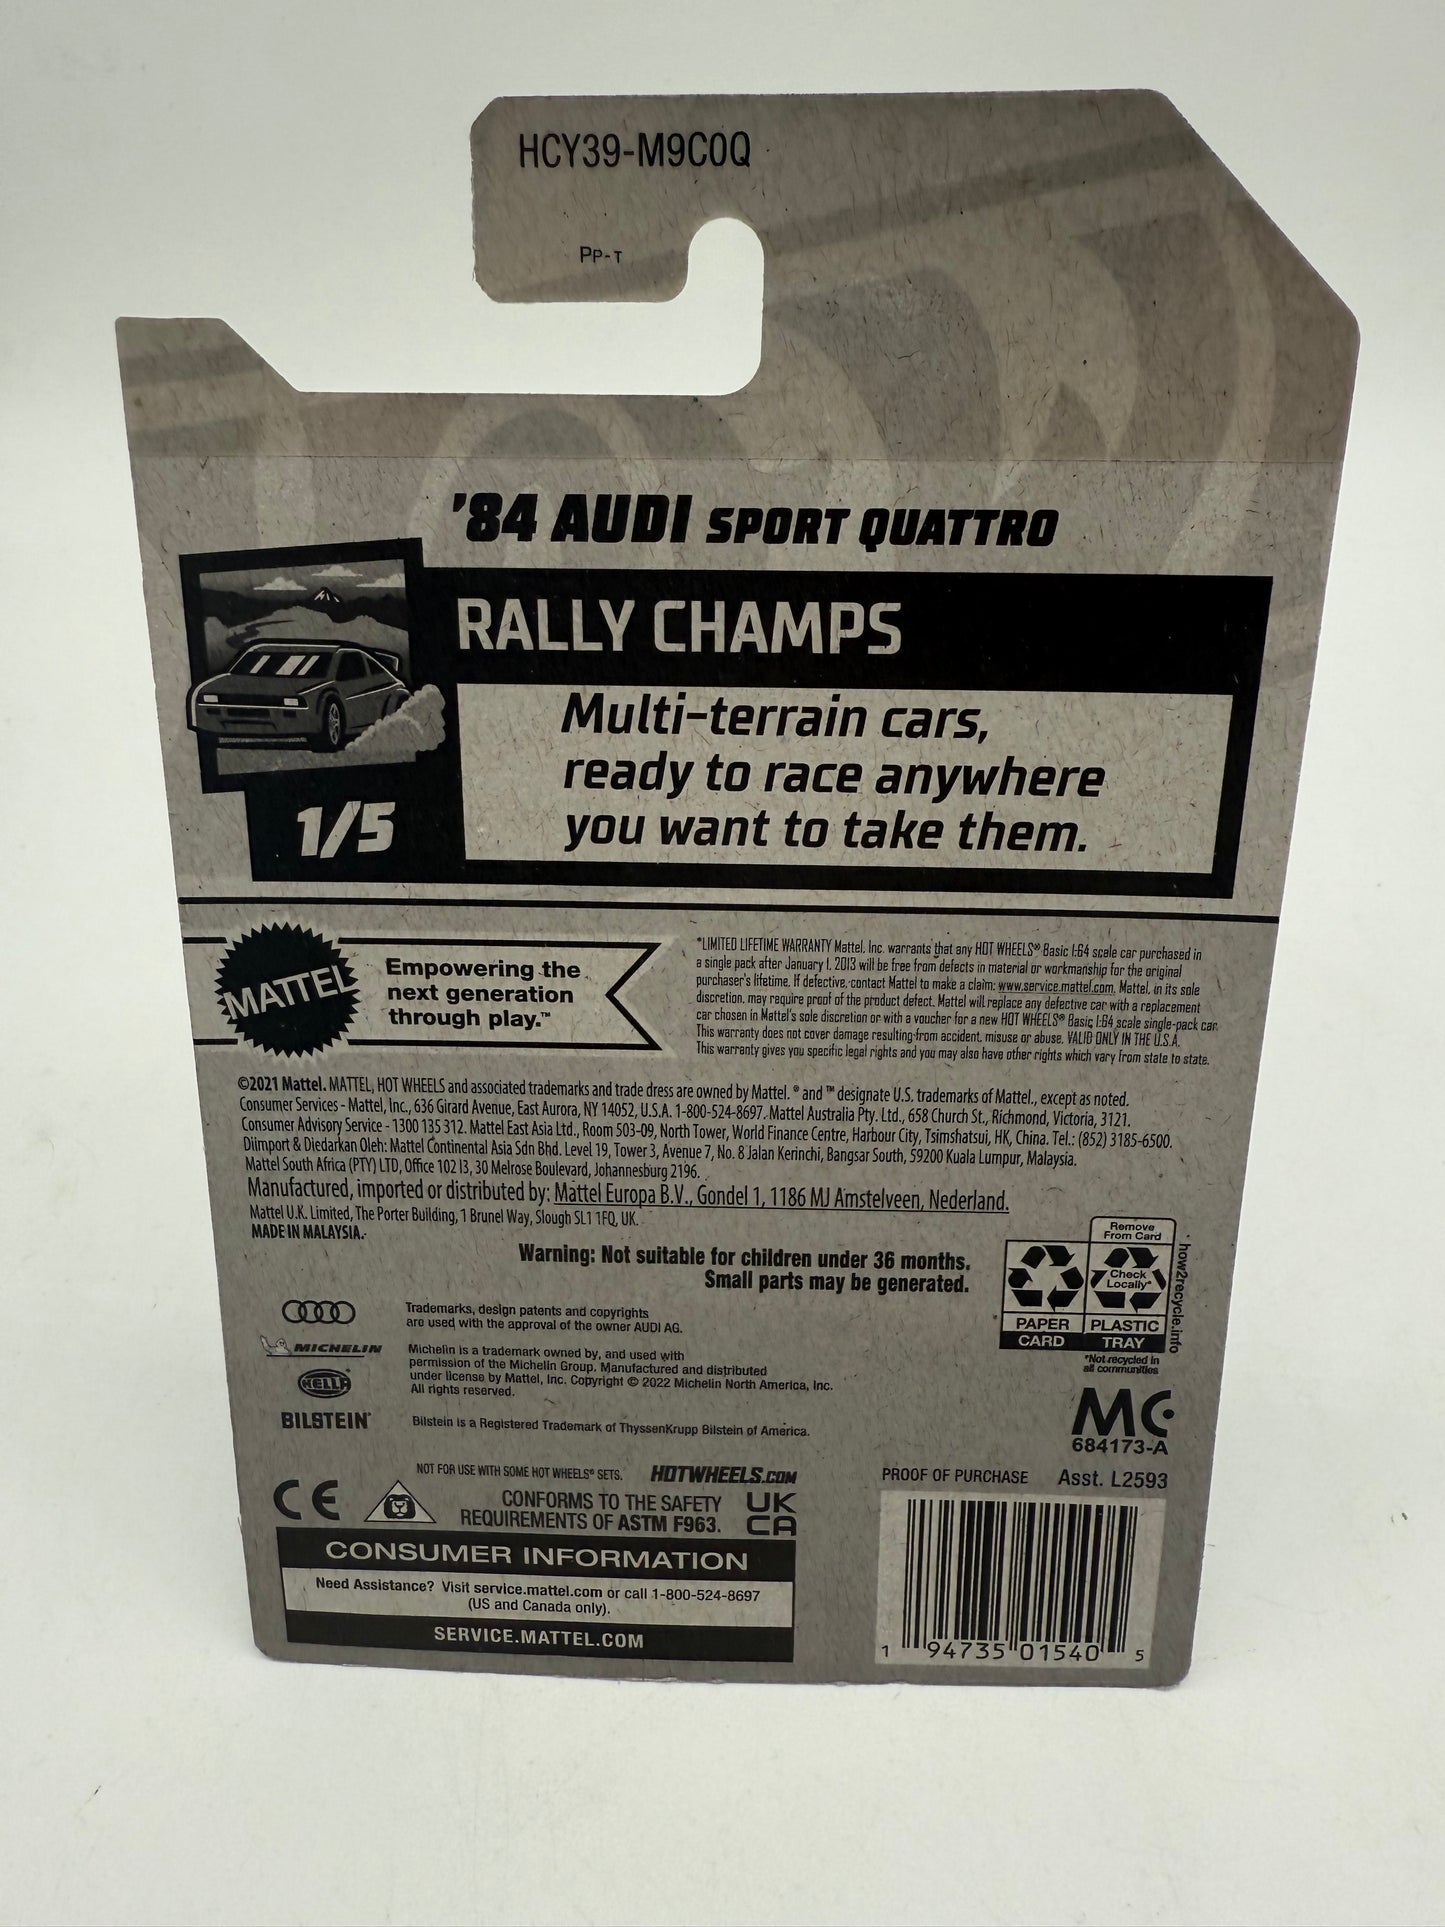 HCY39-M9C0Q
PP-T
'84 AUDI SPORT QUATTRO
RALLY CHAMPS
Multi-terrain cars,
ready to race anywhere
you want to take them.
1/5
MATTEL
Empowering the
next generation
through play.™
*LIMITED LIFETIME WARRANTY Mattel, Inc. warrants that any HOT WHEELS® Basic 1:64 scale car purchased in
a single pack after January 1, 2013 will be free from defects in material or workmanship for the original
purchaser's lifetime. If defective, contact Mattel to make a claim: www.service.mattel.com. Mattel, in its sole
discretion, may require proof of the product defect. Mattel will replace any defective car with a replacement
car chosen in Mattel's sole discretion or with a voucher for a new HOT WHEELS® Basic 1:64 scale single-pack car.
This warranty does not cover damage resulting from accident, misuse or abuse. VALID ONLY IN THE U.S.A.
This warranty gives you specific legal rights and you may also have other rights which vary from state to state.
©2021 Mattel. MATTEL, HOT WHEELS and associated trademarks and trade dress are owned by Mattel. ® and ™ designate U.S. trademarks of Mattel, except as noted.
Consumer Services - Mattel, Inc., 636 Girard Avenue, East Aurora, NY 14052, U.S.A. 1-800-524-8697. Mattel Australia Pty. Ltd., 658 Church St., Richmond, Victoria, 3121.
Consumer Advisory Service - 1300 135 312. Mattel East Asia Ltd., Room 503-09, North Tower, World Finance Centre, Harbour City, Tsimshatsui, HK, China. Tel.: (852) 3185-6500.
Diimport & Diedarkan Oleh: Mattel Continental Asia Sdn Bhd. Level 19, Tower 3, Avenue 7, No. 8 Jalan Kerinchi, Bangsar South, 59200 Kuala Lumpur, Malaysia.
Mattel South Africa (PTY) LTD, Office 102 I3, 30 Melrose Boulevard, Johannesburg 2196.
Manufactured, imported or distributed by: Mattel Europa B.V., Gondel 1, 1186 MJ Amstelveen, Nederland.
Mattel U.K. Limited, The Porter Building, 1 Brunel Way, Slough SL1 1FQ, UK.
MADE IN MALAYSIA.
Warning: Not suitable for children under 36 months.
Small parts may be generated.
Remove
From Card
Check
Locally*
PAPER
CARD
PLASTIC
TRAY
how2recycle.info
*Not recycled in
all communities
Trademarks, design patents and copyrights
are used with the approval of the owner AUDI AG.
MICHELIN
Michelin is a trademark owned by, and used with
permission of the Michelin Group. Manufactured and distributed
under license by Mattel, Inc. Copyright © 2022 Michelin North America, Inc.
All rights reserved.
HELLA
BILSTEIN®
Bilstein is a Registered Trademark of ThyssenKrupp Bilstein of America.
MC
684173-A
NOT FOR USE WITH SOME HOT WHEELS® SETS.
HOTWHEELS.COM
PROOF OF PURCHASE
Asst. L2593
CE
CONFORMS TO THE SAFETY
REQUIREMENTS OF ASTM F963.
UK
CA
CONSUMER INFORMATION
Need Assistance? Visit service.mattel.com or call 1-800-524-8697
(US and Canada only).
SERVICE.MATTEL.COM
1 94735 01540 5